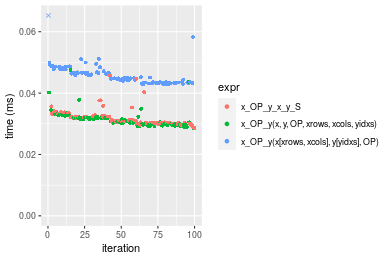 0.06
0.04
0.02
0.00
time (ms)
0
25
50
75
100
iteration
expr
x_OP_y_x_y_S
x_OP_y(x, y, OP, xrows, xcols, yidxs)
x_OP_y(x[xrows, xcols], y[yidxs], OP)